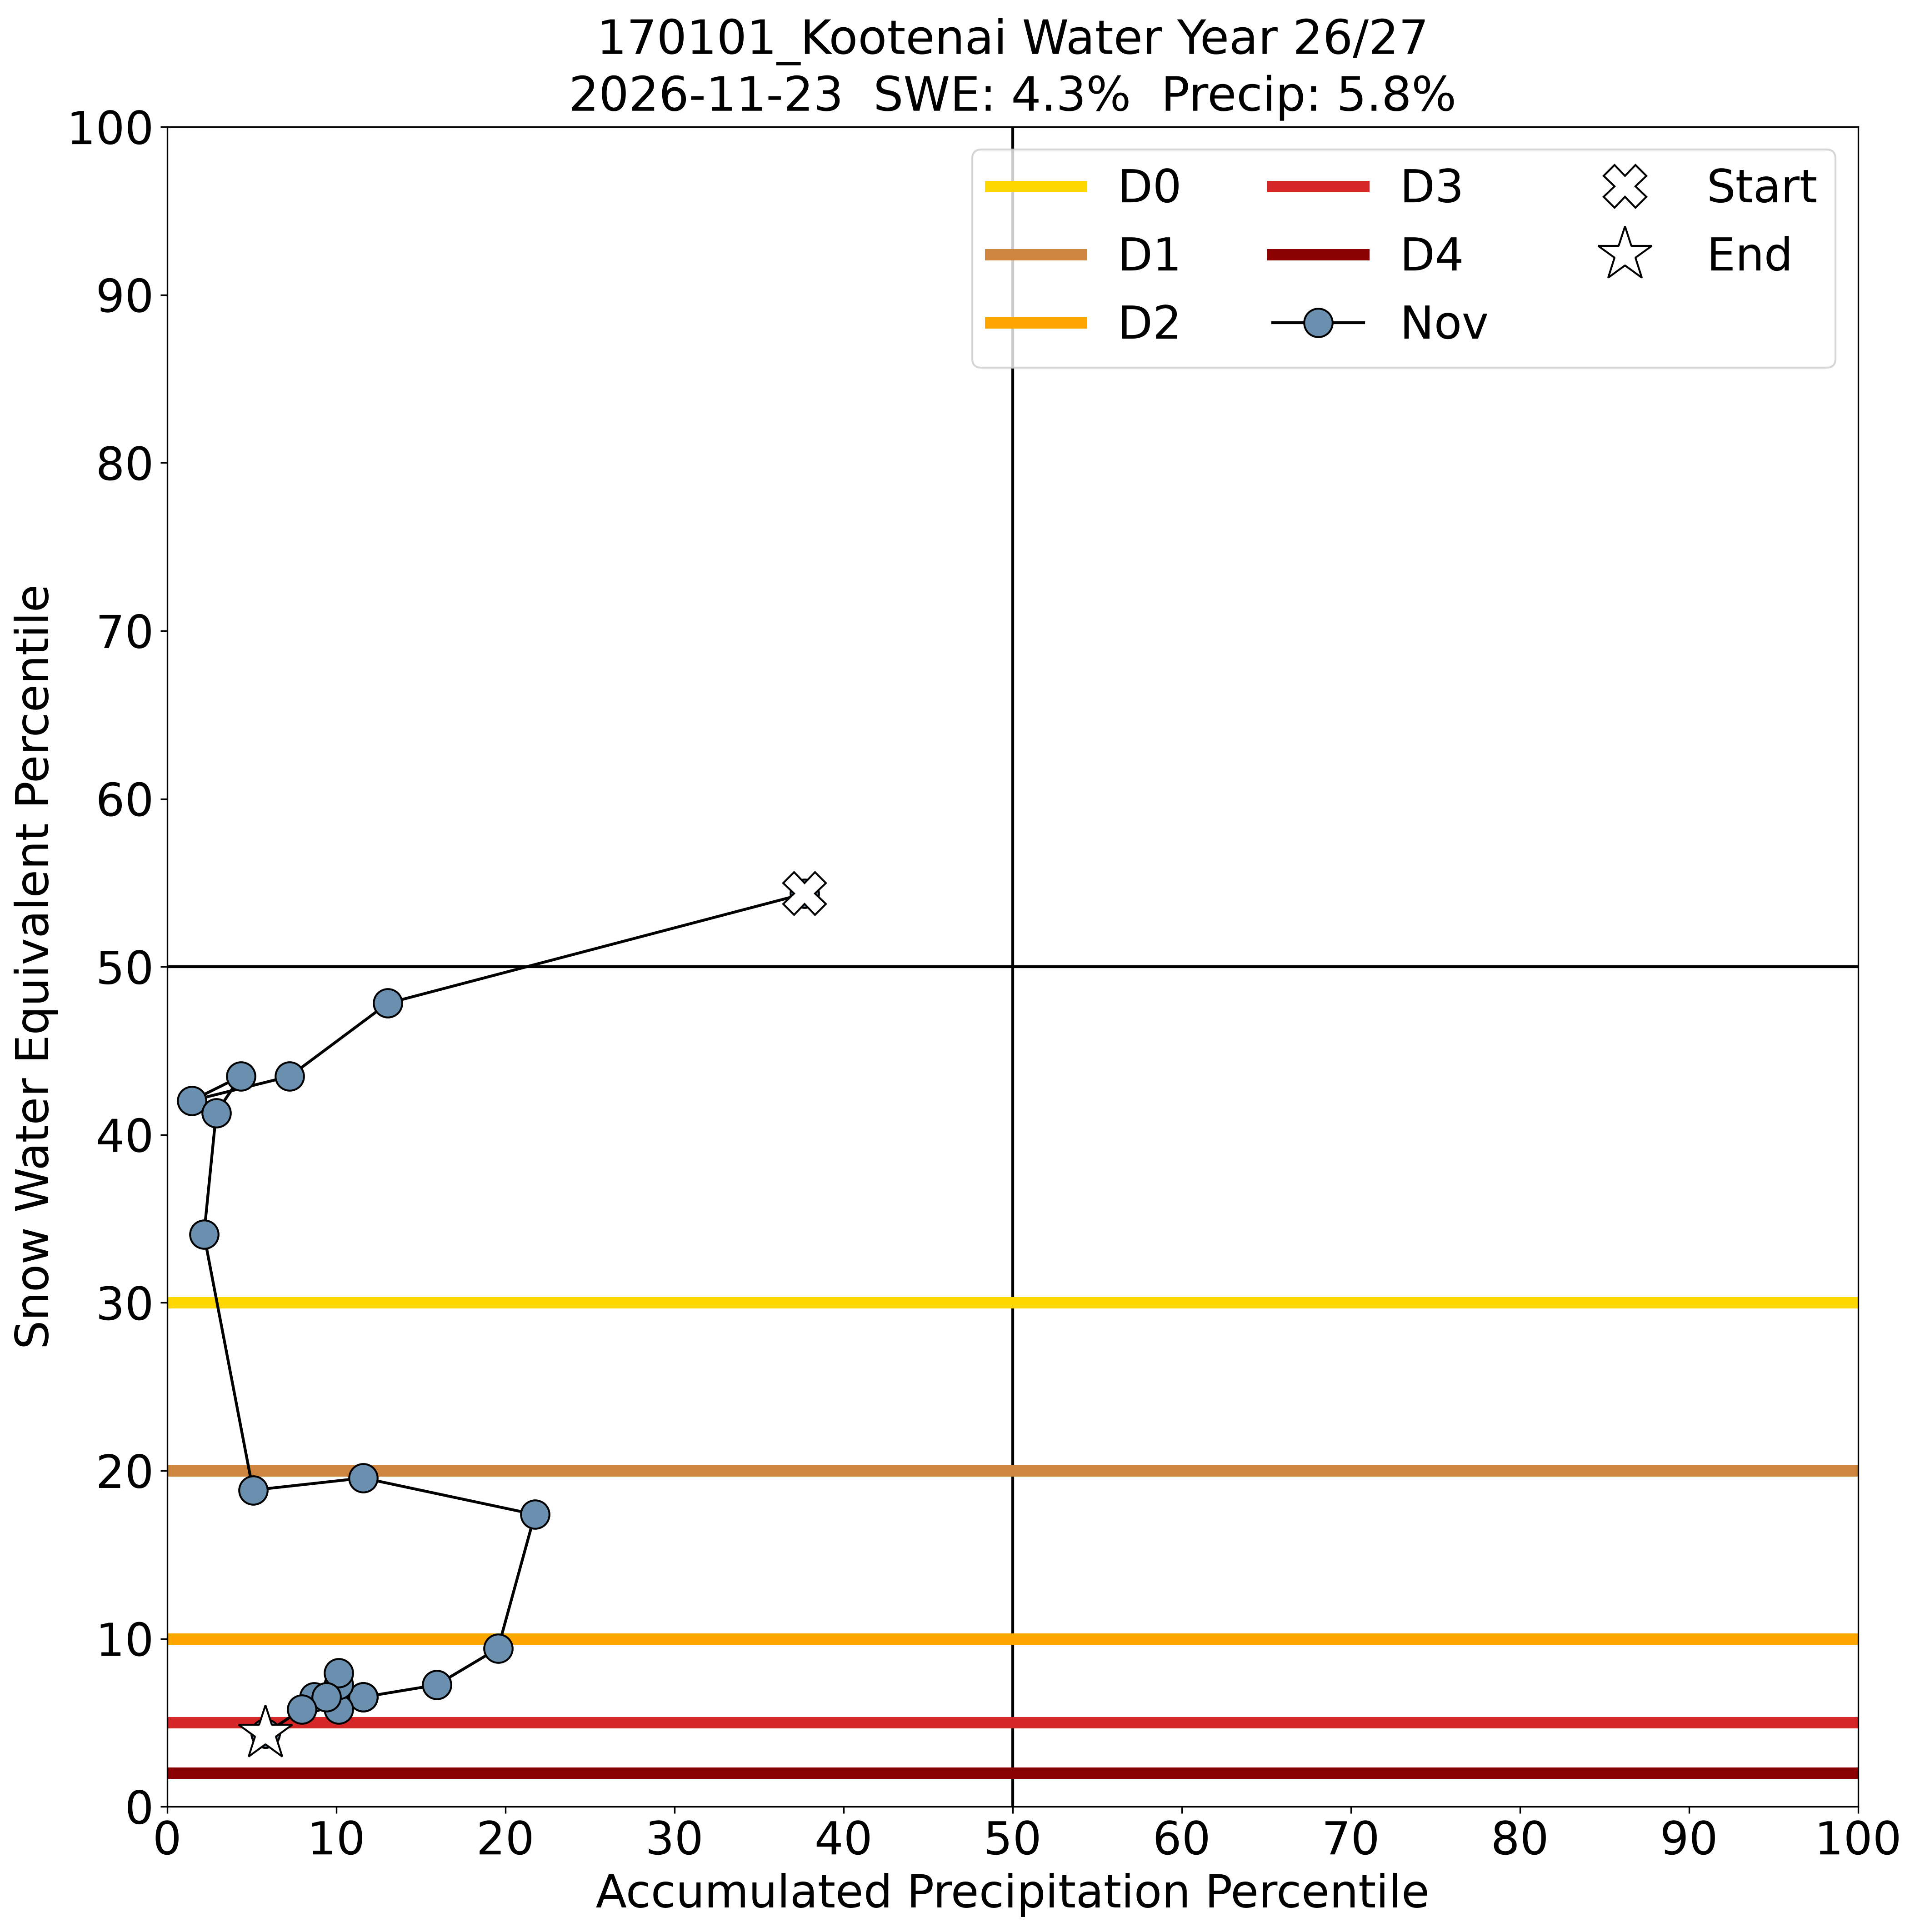 170101_Kootenai Water Year 26/27
2026-11-23  SWE: 4.3%  Precip: 5.8%
100
90
80
70
60
50
40
30
20
10
0
Snow Water Equivalent Percentile
D0
D1
D2
D3
D4
Nov
Start
End
0 10 20 30 40 50 60 70 80 90 100
Accumulated Precipitation Percentile